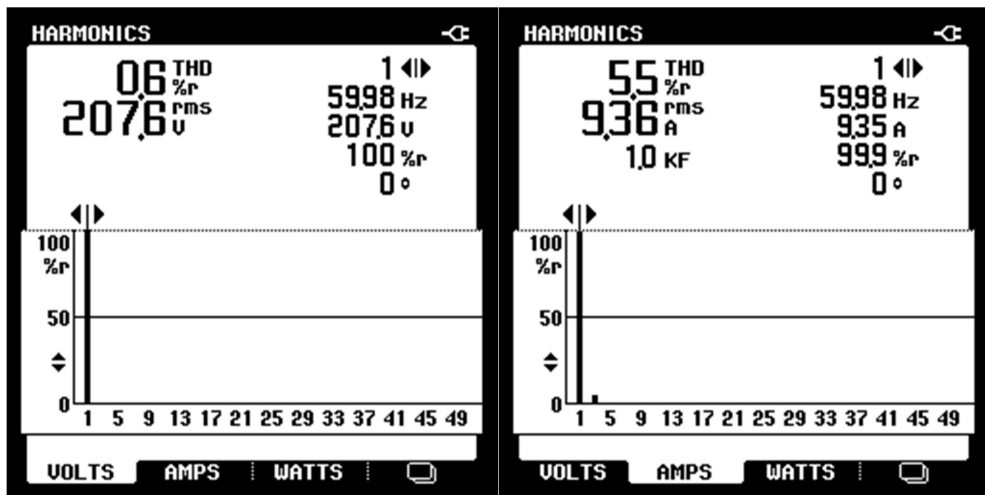 HARMONICS
0.6 THD %r
207.6 rms V
1
59.98 Hz
207.6 V
100 %r
0 °
100
%r
50
0
1 5 9 13 17 21 25 29 33 37 41 45 49
VOLTS AMPS WATTS
HARMONICS
5.5 THD %r
9.36 rms A
1.0 KF
1
59.98 Hz
9.35 A
99.9 %r
0 °
100
%r
50
0
1 5 9 13 17 21 25 29 33 37 41 45 49
VOLTS AMPS WATTS